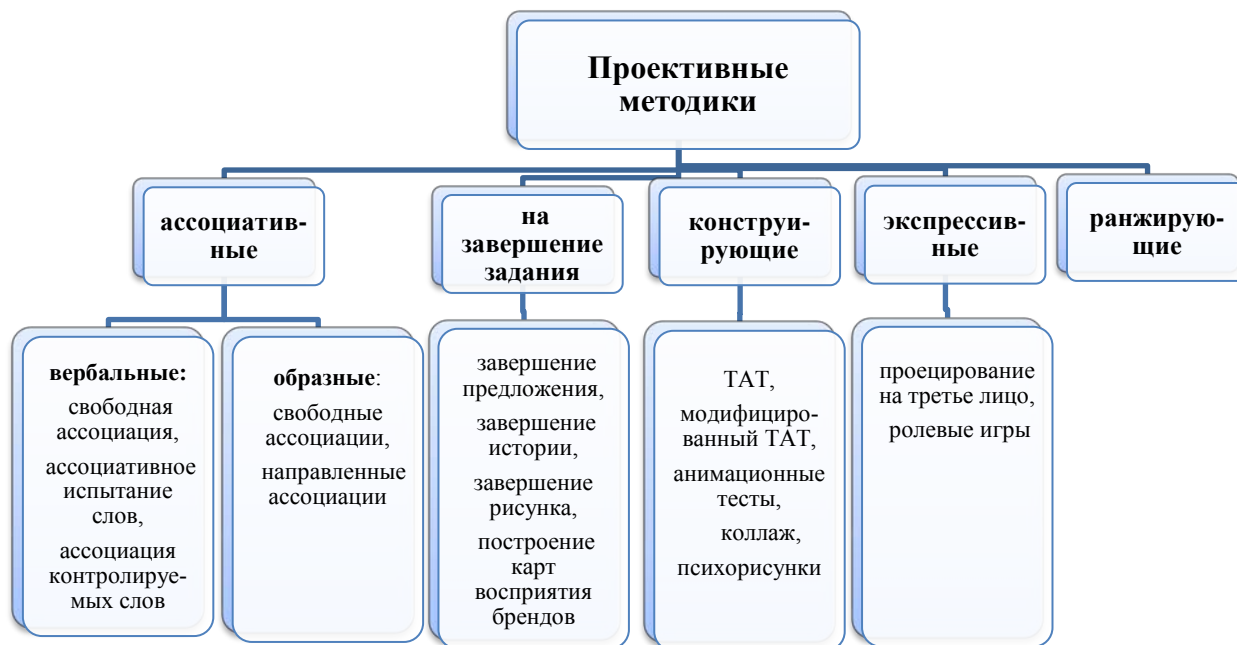 Проективные
методики
ассоциатив-
ные
на
завершение
задания
конструи-
рующие
экспрессив-
ные
ранжирую-
щие
вербальные:
свободная
ассоциация,
ассоциативное
испытание
слов,
ассоциация
контролируе-
мых слов
образные:
свободные
ассоциации,
направленные
ассоциации
завершение
предложения,
завершение
истории,
завершение
рисунка,
построение
карт
восприятия
брендов
ТАТ,
модифициро-
ванный ТАТ,
анимационные
тесты,
коллаж,
психорисунки
проецирование
на третье лицо,
ролевые игры